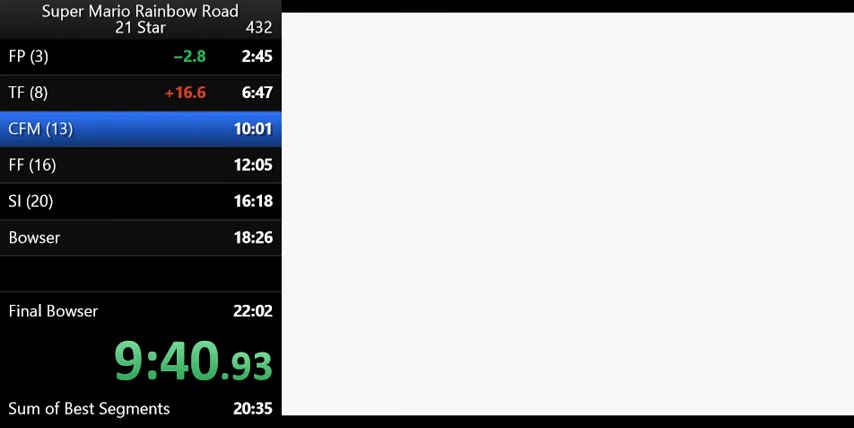 Super Mario Rainbow Road
21 Star 432
FP (3) −2.8 2:45
TF (8) +16.6 6:47
CFM (13) 10:01
FF (16) 12:05
SI (20) 16:18
Bowser 18:26
Final Bowser 22:02
9:40.93
Sum of Best Segments 20:35